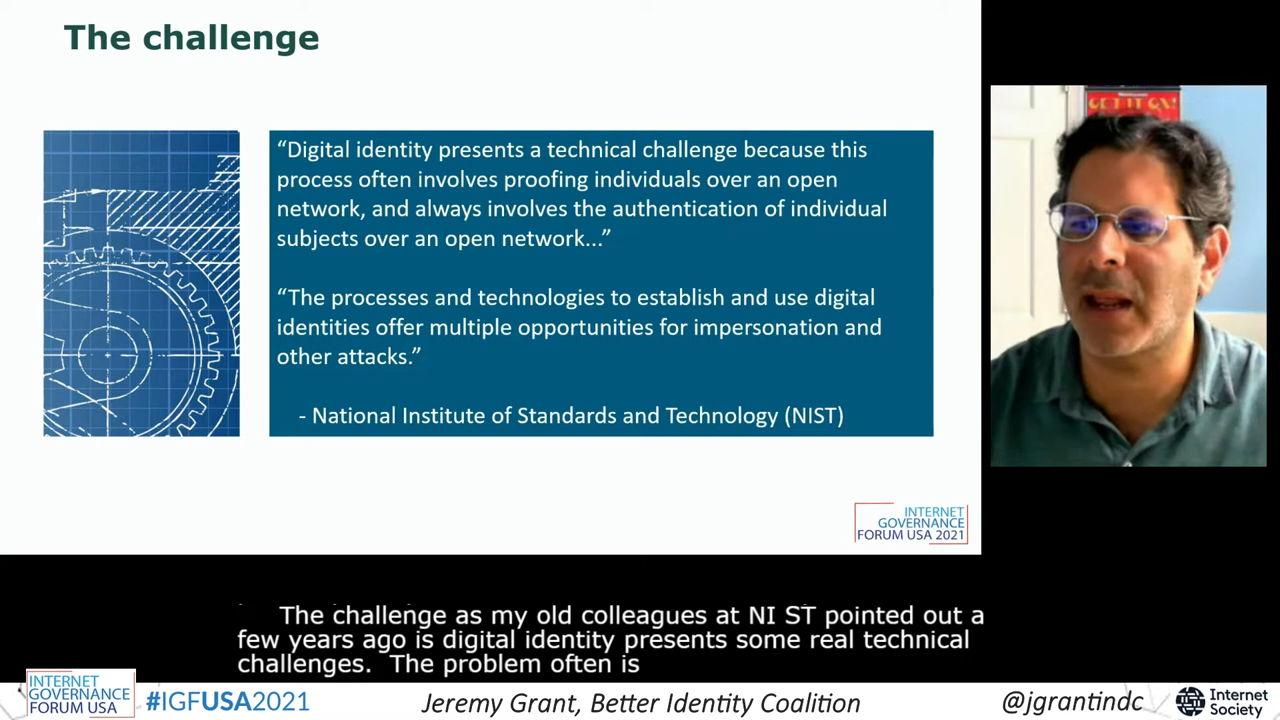 The challenge
“Digital identity presents a technical challenge because this
process often involves proofing individuals over an open
network, and always involves the authentication of individual
subjects over an open network...”
“The processes and technologies to establish and use digital
identities offer multiple opportunities for impersonation and
other attacks.”
- National Institute of Standards and Technology (NIST)
INTERNET
GOVERNANCE
FORUM USA 2021
GET IT ON!
The challenge as my old colleagues at NI ST pointed out a
few years ago is digital identity presents some real technical
challenges.  The problem often is
INTERNET
GOVERNANCE
FORUM USA
#IGFUSA2021
Jeremy Grant, Better Identity Coalition
@jgrantindc
Internet
Society